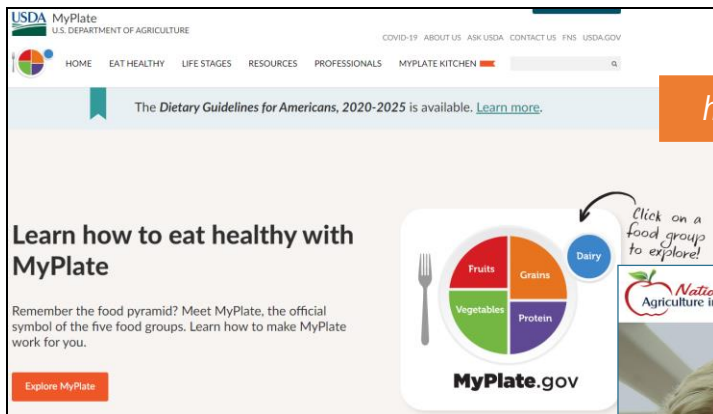 USDA MyPlate
U.S. DEPARTMENT OF AGRICULTURE
COVID-19 ABOUT US ASK USDA CONTACT US FNS USDA.GOV
HOME EAT HEALTHY LIFE STAGES RESOURCES PROFESSIONALS MYPLATE KITCHEN
The Dietary Guidelines for Americans, 2020-2025 is available. Learn more.
h
Click on a
food group
to explore!
Learn how to eat healthy with
MyPlate
Fruits
Grains
Dairy
Vegetables
Protein
Remember the food pyramid? Meet MyPlate, the official
symbol of the five food groups. Learn how to make MyPlate
work for you.
MyPlate.gov
Explore MyPlate
Agriculture